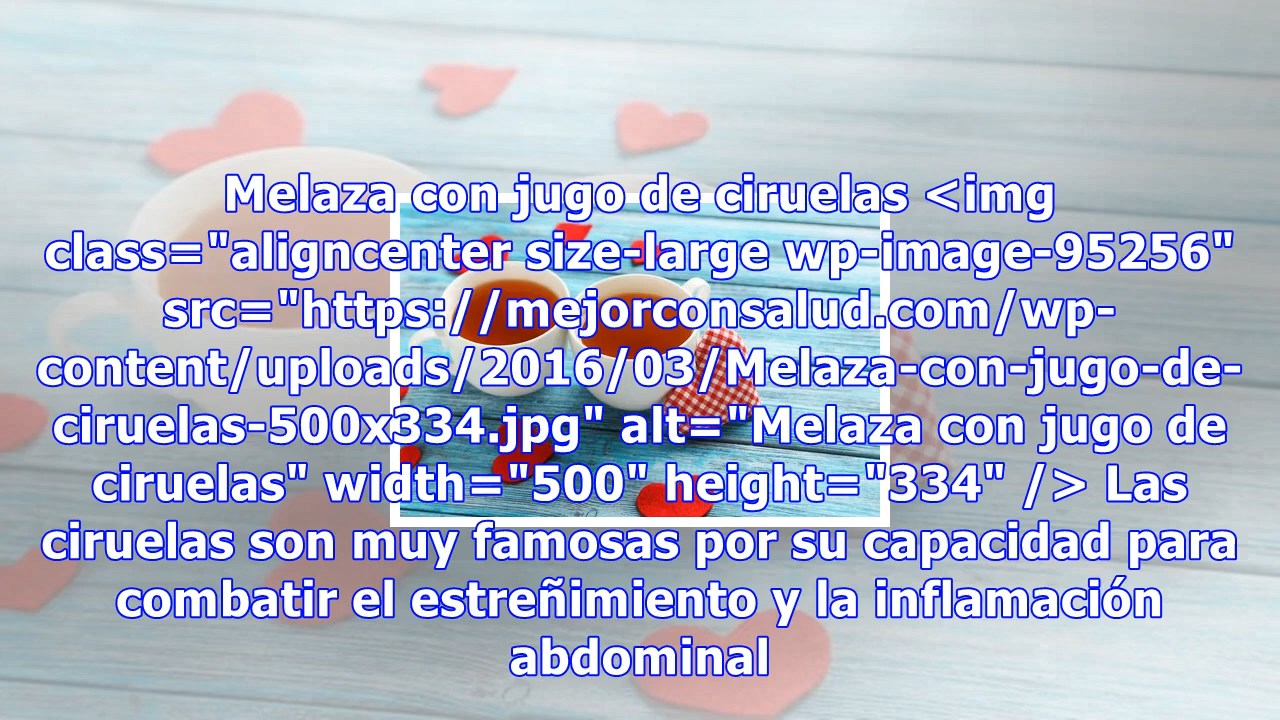 Melaza con jugo de ciruelas <img
class="aligncenter size-large wp-image-95256"
src="https://mejorconsalud.com/wp-
content/uploads/2016/03/Melaza-con-jugo-de-
ciruelas-500x334.jpg" alt="Melaza con jugo de
ciruelas" width="500" height="334" /> Las
ciruelas son muy famosas por su capacidad para
combatir el estreñimiento y la inflamación
abdominal